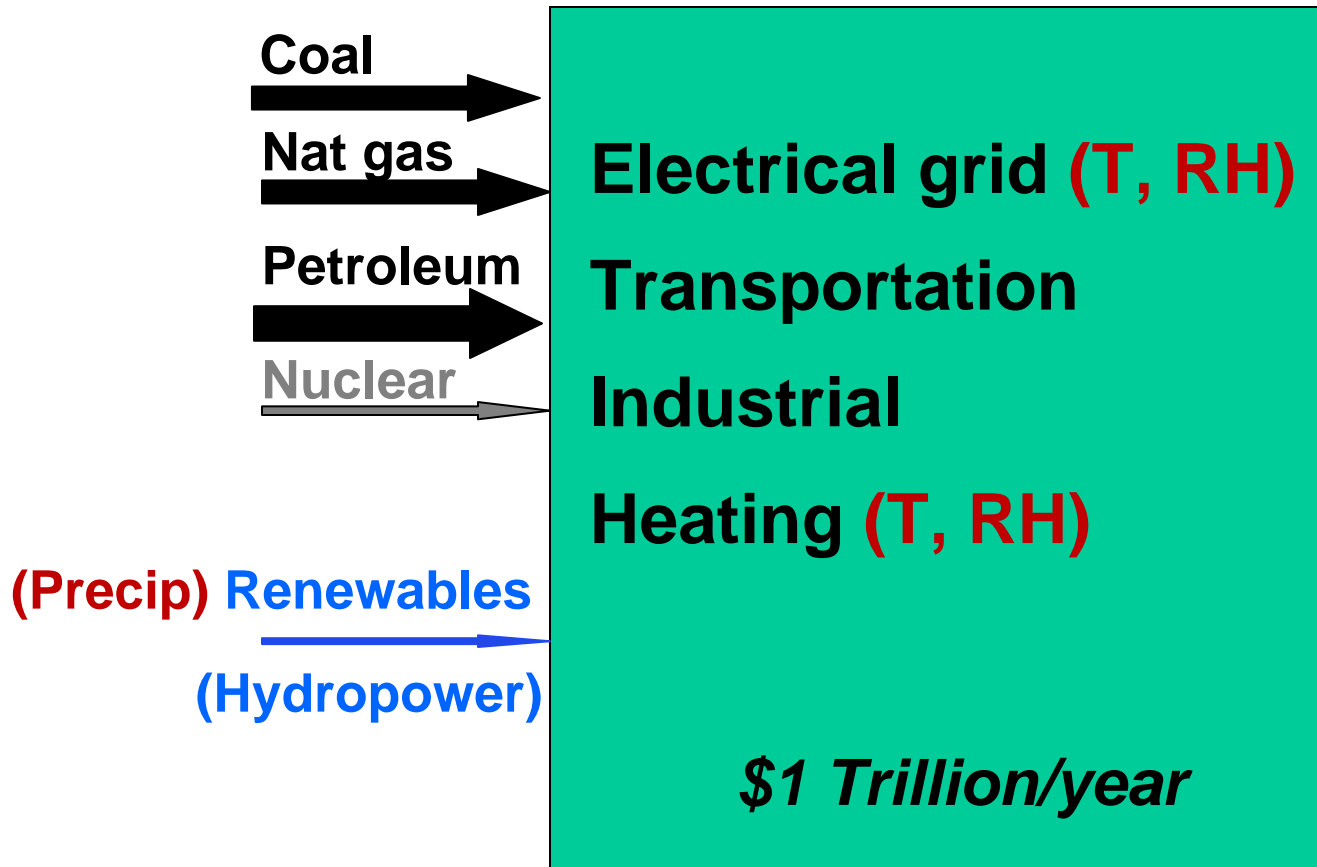 Coal
Nat gas
Petroleum
Nuclear
(Precip) Renewables
(Hydropower)
Electrical grid (T, RH)
Transportation
Industrial
Heating (T, RH)
$1 Trillion/year